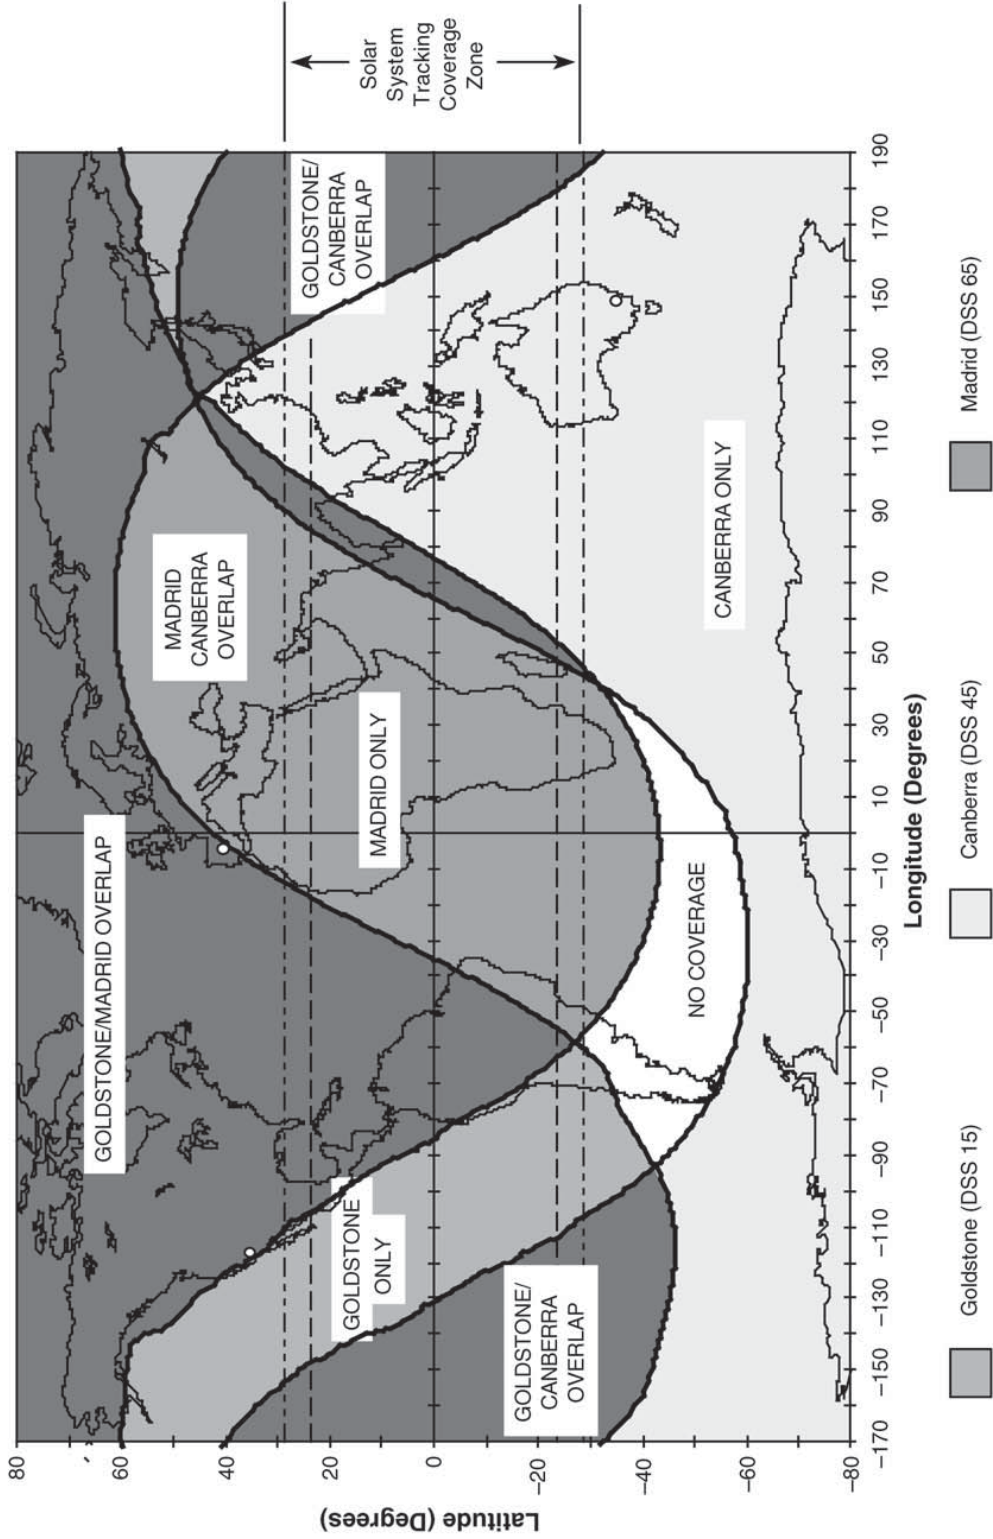 Solar
System
Tracking
Coverage
Zone
GOLDSTONE/MADRID OVERLAP
MADRID
CANBERRA
OVERLAP
GOLDSTONE/
CANBERRA
OVERLAP
GOLDSTONE
ONLY
MADRID ONLY
GOLDSTONE/
CANBERRA
OVERLAP
NO COVERAGE
CANBERRA ONLY
Latitude (Degrees)
80
60
40
20
0
−20
−40
−60
−80
−170 −150 −130 −110 −90 −70 −50 −30 −10 10 30 50 70 90 110 130 150 170 190
Longitude (Degrees)
Goldstone (DSS 15) Canberra (DSS 45) Madrid (DSS 65)